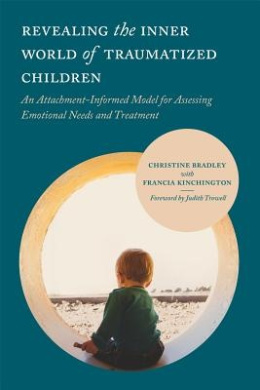 REVEALING the INNER
WORLD of TRAUMATIZED
CHILDREN
An Attachment-Informed Model for Assessing
Emotional Needs and Treatment
CHRISTINE BRADLEY
with
FRANCIA KINCHINGTON
Foreword by Judith Trowell